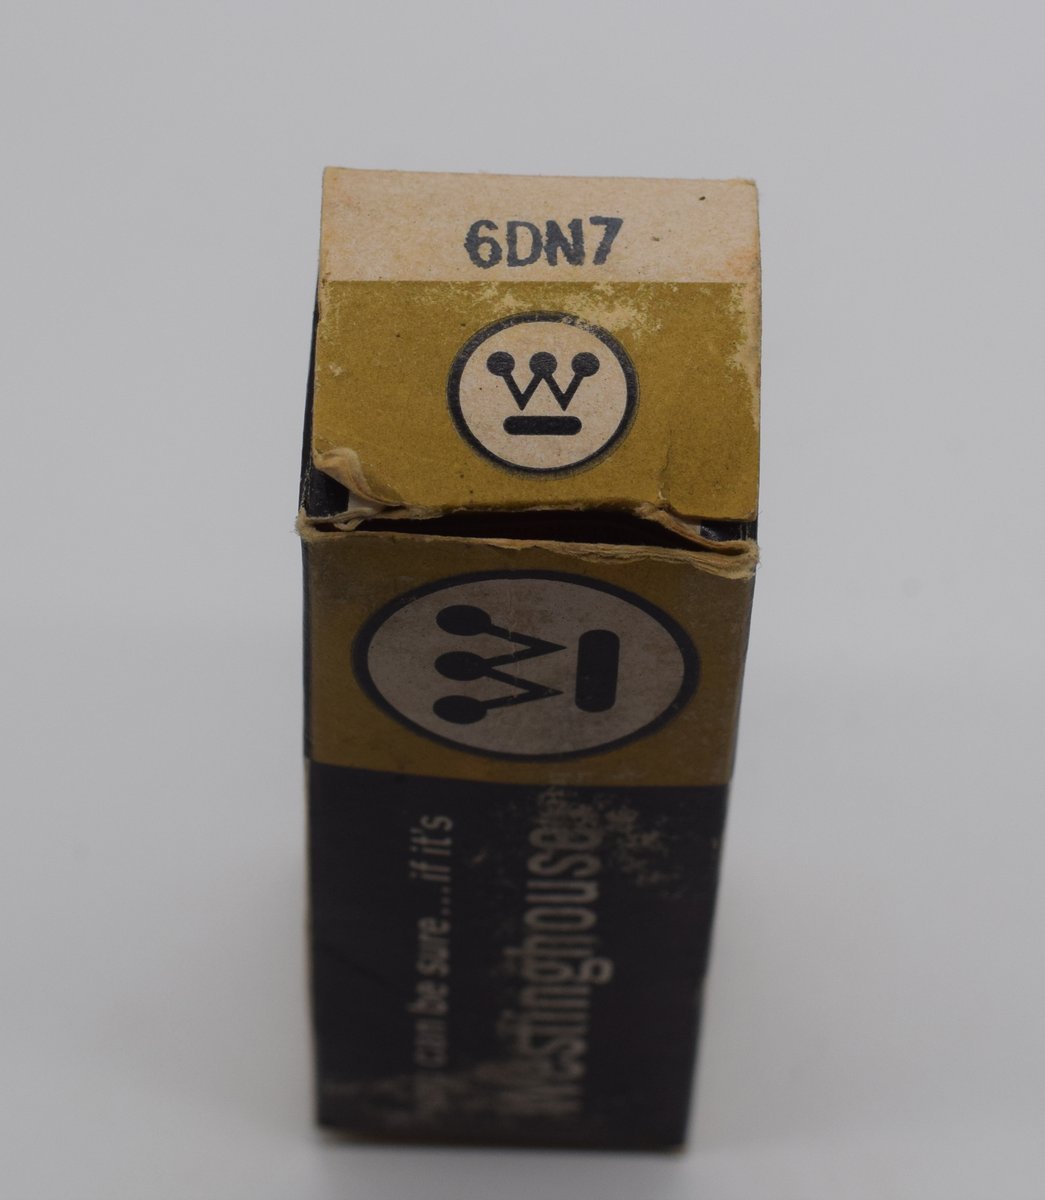 6DN7
can be sure...if it's
Westinghouse